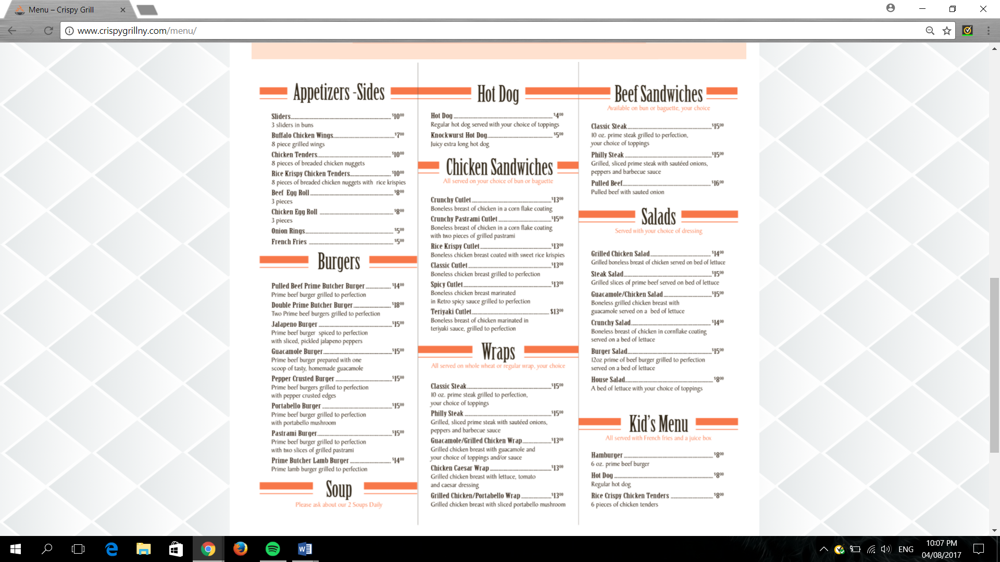 Menu – Crispy Grill
www.crispygrillny.com/menu/
Appetizers -Sides
Sliders $10⁰⁰
3 sliders in buns
Buffalo Chicken Wings $7⁰⁰
8 piece grilled wings
Chicken Tenders $10⁰⁰
8 pieces of breaded chicken nuggets
Rice Krispy Chicken Tenders $10⁰⁰
8 pieces of breaded chicken nuggets with rice krispies
Beef Egg Roll $8⁰⁰
3 pieces
Chicken Egg Roll $8⁰⁰
3 pieces
Onion Rings $5⁰⁰
French Fries $5⁰⁰
Burgers
Pulled Beef Prime Butcher Burger $14⁰⁰
Prime beef burger grilled to perfection
Double Prime Butcher Burger $18⁰⁰
Two Prime beef burgers grilled to perfection
Jalapeno Burger $15⁰⁰
Prime beef burger spiced to perfection
with sliced, pickled jalapeno peppers
Guacamole Burger $15⁰⁰
Prime beef burger prepared with one
scoop of tasty, homemade guacamole
Pepper Crusted Burger $15⁰⁰
Prime beef burgers grilled to perfection
with pepper crusted edges
Portabello Burger $15⁰⁰
Prime beef burger grilled to perfection
with portabello mushroom
Pastrami Burger $15⁰⁰
Prime beef burger grilled to perfection
with two slices of grilled pastrami
Prime Butcher Lamb Burger $14⁰⁰
Prime lamb burger grilled to perfection
Soup
Please ask about our 2 Soups Daily
Hot Dog
Hot Dog $4⁰⁰
Regular hot dog served with your choice of toppings
Knockwurst Hot Dog $5⁰⁰
Juicy extra long hot dog
Chicken Sandwiches
All served on your choice of bun or baguette
Crunchy Cutlet $13⁰⁰
Boneless breast of chicken in a corn flake coating
Crunchy Pastrami Cutlet $15⁰⁰
Boneless breast of chicken in a corn flake coating
with two pieces of grilled pastrami
Rice Krispy Cutlet $13⁰⁰
Boneless chicken breast coated with sweet rice krispies
Classic Cutlet $13⁰⁰
Boneless chicken breast grilled to perfection
Spicy Cutlet $13⁰⁰
Boneless chicken breast marinated
in Retro spicy sauce grilled to perfection
Teriyaki Cutlet $13⁰⁰
Boneless breast of chicken marinated in
teriyaki sauce, grilled to perfection
Wraps
All served on whole wheat or regular wrap, your choice
Classic Steak $15⁰⁰
10 oz. prime steak grilled to perfection,
your choice of toppings
Philly Steak $15⁰⁰
Grilled, sliced prime steak with sautéed onions,
peppers and barbecue sauce
Guacamole/Grilled Chicken Wrap $13⁰⁰
Grilled chicken breast with guacamole and
your choice of toppings and/or sauce
Chicken Caesar Wrap $13⁰⁰
Grilled chicken breast with lettuce, tomato
and caesar dressing
Grilled Chicken/Portabello Wrap $13⁰⁰
Grilled chicken breast with sliced portabello mushroom
Beef Sandwiches
Available on bun or baguette, your choice
Classic Steak $15⁰⁰
10 oz. prime steak grilled to perfection,
your choice of toppings
Philly Steak $15⁰⁰
Grilled, sliced prime steak with sautéed onions,
peppers and barbecue sauce
Pulled Beef $16⁰⁰
Pulled beef with sauted onion
Salads
Served with your choice of dressing
Grilled Chicken Salad $14⁰⁰
Grilled boneless breast of chicken served on bed of lettuce
Steak Salad $15⁰⁰
Grilled slices of prime beef served on bed of lettuce
Guacamole/Chicken Salad $15⁰⁰
Boneless grilled chicken breast with
guacamole served on a bed of lettuce
Crunchy Salad $14⁰⁰
Boneless breast of chicken in cornflake coating
served on a bed of lettuce
Burger Salad $15⁰⁰
12oz prime of beef burger grilled to perfection
served on a bed of lettuce
House Salad $8⁰⁰
A bed of lettuce with your choice of toppings
Kid's Menu
All served with French fries and a juice box
Hamburger $8⁰⁰
6 oz. prime beef burger
Hot Dog $8⁰⁰
Regular hot dog
Rice Crispy Chicken Tenders $8⁰⁰
6 pieces of chicken tenders
ENG
10:07 PM
04/08/2017